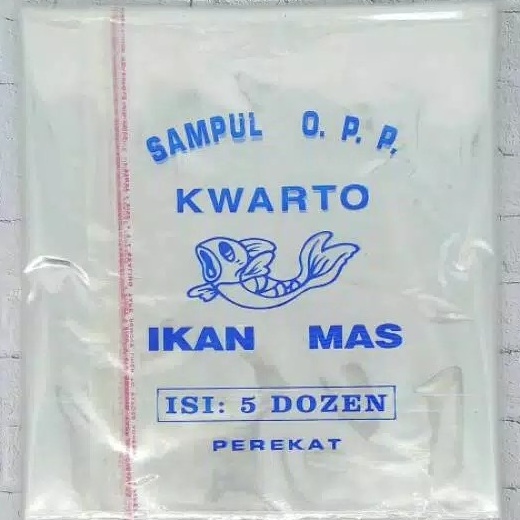 SAMPUL O. P. P.
KWARTO
IKAN MAS
ISI: 5 DOZEN
PEREKAT